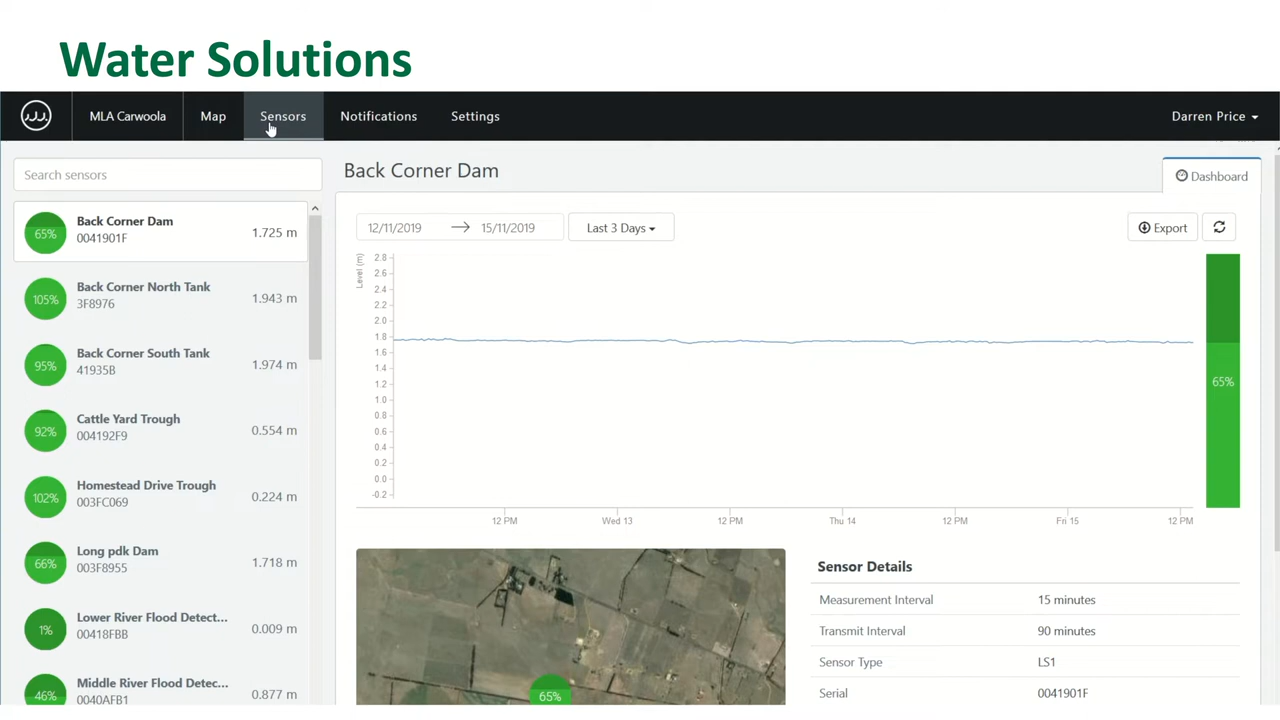 Water Solutions
MLA Carwoola
Map
Sensors
Notifications
Settings
Darren Price
Search sensors
Back Corner Dam
0041901F
65%
1.725 m
Back Corner North Tank
3F8976
105%
1.943 m
Back Corner South Tank
41935B
95%
1.974 m
Cattle Yard Trough
004192F9
92%
0.554 m
Homestead Drive Trough
003FC069
102%
0.224 m
Long pdk Dam
003F8955
66%
1.718 m
Lower River Flood Detect...
00418FBB
1%
0.009 m
Middle River Flood Detec...
0040AFB1
46%
0.877 m
Back Corner Dam
Dashboard
12/11/2019
15/11/2019
Last 3 Days
Export
Level (m)
2.8
2.6
2.4
2.2
2.0
1.8
1.6
1.4
1.2
1 0
0.8
0.6
0.4
0.2
0.0
-0.2
12 PM
Wed 13
12 PM
Thu 14
12 PM
Fri 15
12 PM
65%
65%
Sensor Details
Measurement Interval 15 minutes
Transmit Interval 90 minutes
Sensor Type LS1
Serial 0041901F